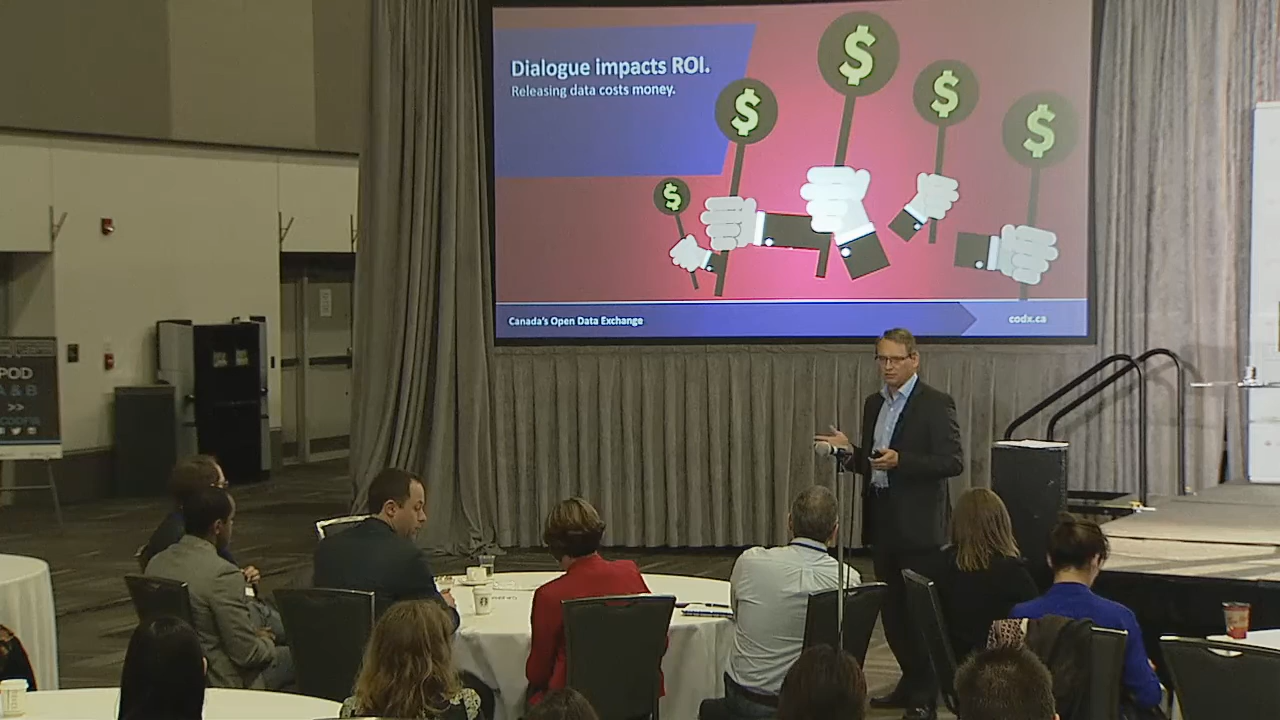 Dialogue impacts ROI.
Releasing data costs money.
$
$
$
$
$
Canada's Open Data Exchange
codx.ca
POD
A & B
>>